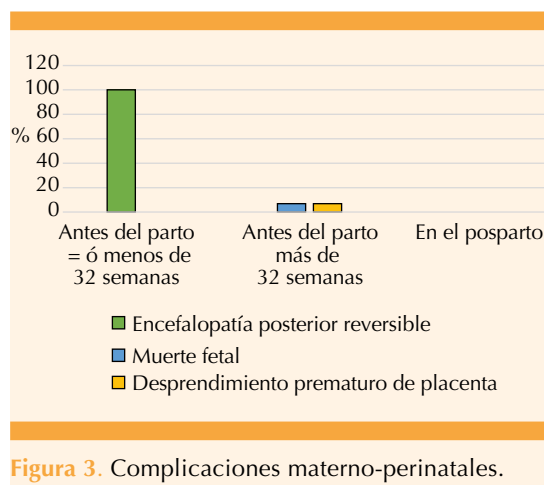 120
100
80
% 60
40
20
0
Antes del parto
= ó menos de
32 semanas
Antes del parto
más de
32 semanas
En el posparto
Encefalopatía posterior reversible
Muerte fetal
Desprendimiento prematuro de placenta
Figura 3. Complicaciones materno-perinatales.